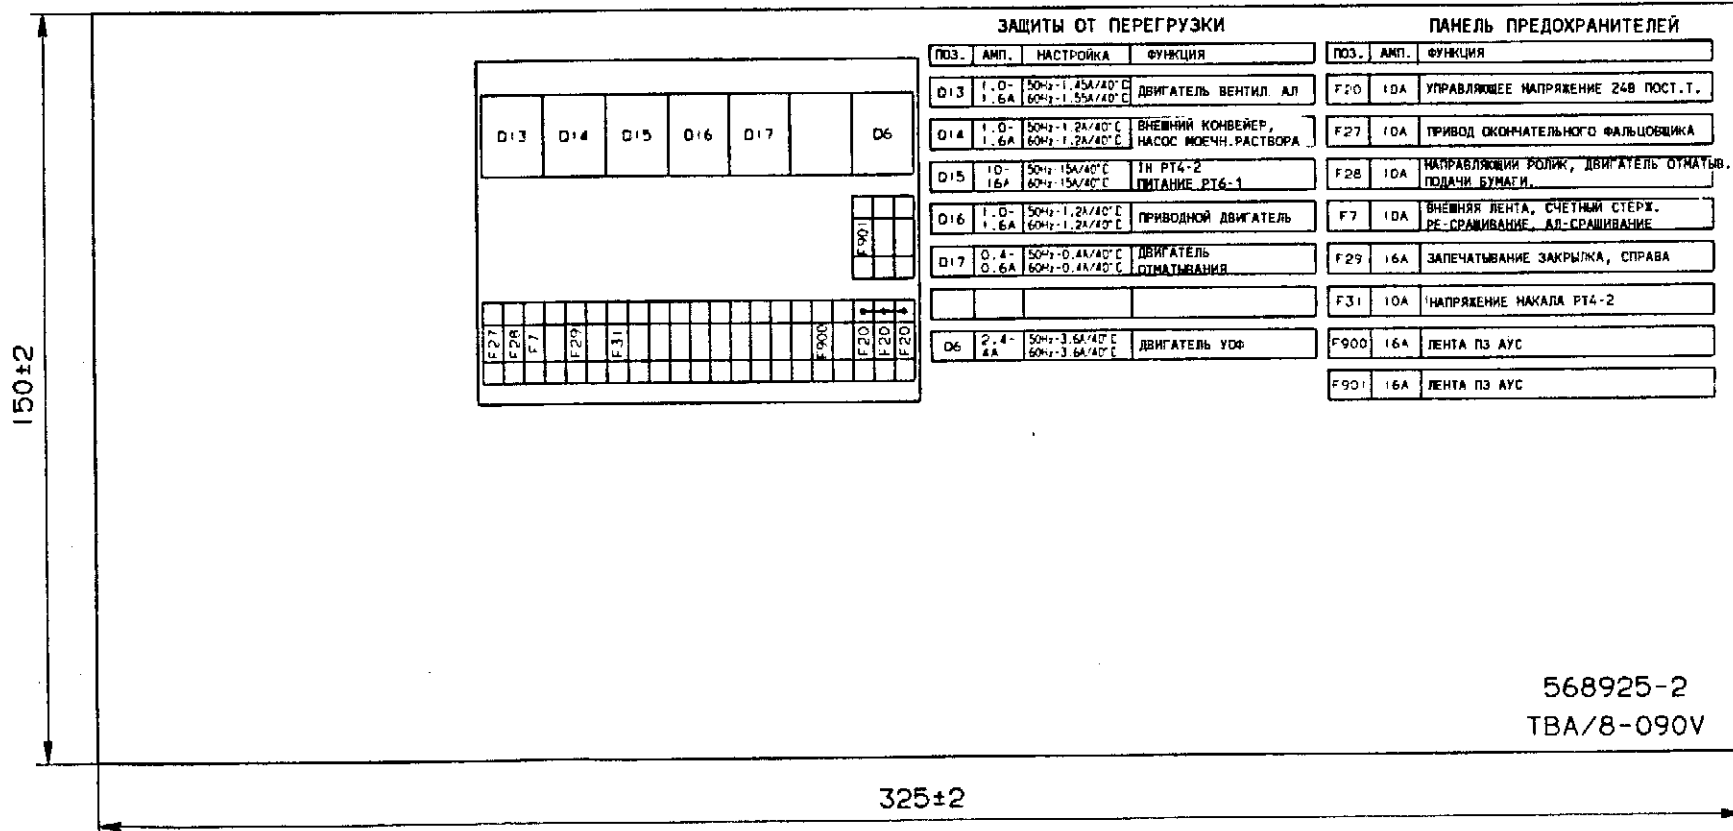 ЗАЩИТЫ ОТ ПЕРЕГРУЗКИ
ПОЗ. АМП. НАСТРОЙКА ФУНКЦИЯ
D13 1.0-1.6A 50Hz-1.45A/40°C 60Hz-1.55A/40°C ДВИГАТЕЛЬ ВЕНТИЛ. АЛ
D14 1.0-1.6A 50Hz-1.2A/40°C 60Hz-1.2A/40°C ВНЕШНИЙ КОНВЕЙЕР, НАСОС МОЕЧН.РАСТВОРА
D15 10-16A 50Hz-15A/40°C 60Hz-15A/40°C IH PT4-2 ПИТАНИЕ PT6-1
D16 1.0-1.6A 50Hz-1.2A/40°C 60Hz-1.2A/40°C ПРИВОДНОЙ ДВИГАТЕЛЬ
D17 0.4-0.6A 50Hz-0.4A/40°C 60Hz-0.4A/40°C ДВИГАТЕЛЬ ОТМАТЫВАНИЯ
D6 2.4-4A 50Hz-3.6A/40°C 60Hz-3.6A/40°C ДВИГАТЕЛЬ УОФ
ПАНЕЛЬ ПРЕДОХРАНИТЕЛЕЙ
ПОЗ. АМП. ФУНКЦИЯ
F20 10A УПРАВЛЯЮЩЕЕ НАПРЯЖЕНИЕ 24В ПОСТ.Т.
F27 10A ПРИВОД ОКОНЧАТЕЛЬНОГО ФАЛЬЦОВЩИКА
F28 10A НАПРАВЛЯЮЩИЙ РОЛИК, ДВИГАТЕЛЬ ОТМАТЫВ. ПОДАЧИ БУМАГИ.
F7 10A ВНЕШНЯЯ ЛЕНТА, СЧЕТНЫЙ СТЕРЖ. РЕ-СРАЩИВАНИЕ, АЛ-СРАЩИВАНИЕ
F29 16A ЗАПЕЧАТЫВАНИЕ ЗАКРЫЛКА, СПРАВА
F31 10A НАПРЯЖЕНИЕ НАКАЛА PT4-2
F900 16A ЛЕНТА ПЗ АУС
F901 16A ЛЕНТА ПЗ АУС
D13 D14 D15 D16 D17 D6
F901
F27 F28 F7 F29 F31 F900 F20 F20 F20
150±2
568925-2
TBA/8-090V
325±2